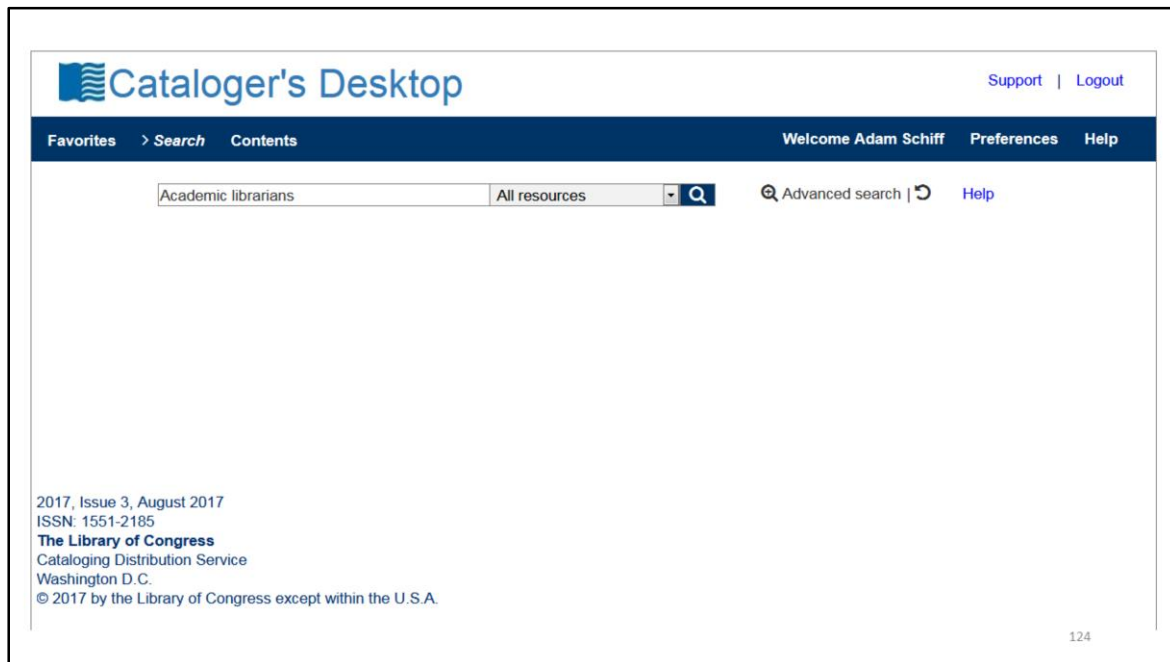 Cataloger's Desktop
Support | Logout
Favorites > Search Contents Welcome Adam Schiff Preferences Help
Academic librarians All resources Advanced search | Help
2017, Issue 3, August 2017
ISSN: 1551-2185
The Library of Congress
Cataloging Distribution Service
Washington D.C.
© 2017 by the Library of Congress except within the U.S.A.
124